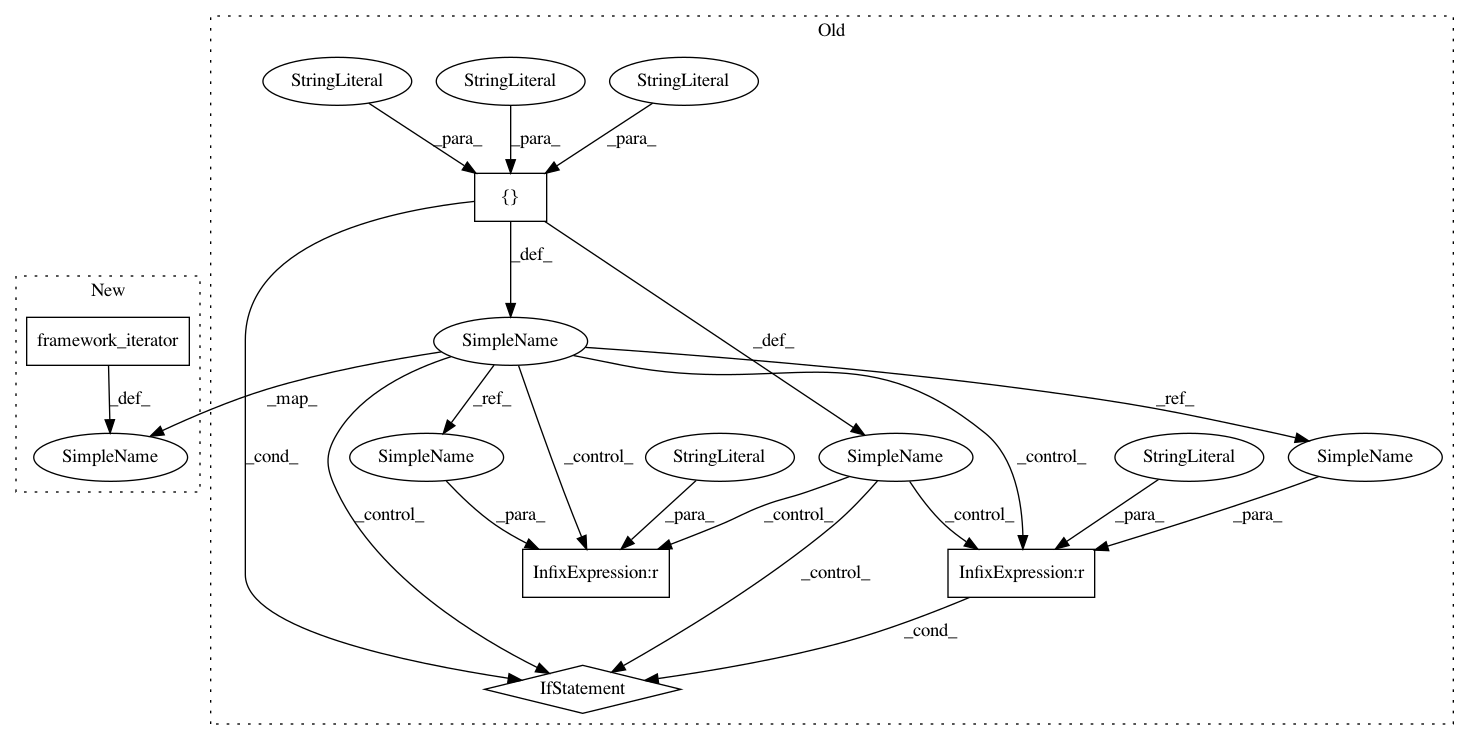 Old
StringLiteral
StringLiteral
StringLiteral
_para_
_para_
_para_
{}
_def_
New
framework_iterator
SimpleName
_def_
_def_
_map_
_ref_
_ref_
_cond_
_control_
_control_
SimpleName
SimpleName
StringLiteral
SimpleName
StringLiteral
SimpleName
_control_
_para_
_para_
_control_
_control_
_para_
_para_
InfixExpression:r
InfixExpression:r
_control_
_cond_
IfStatement